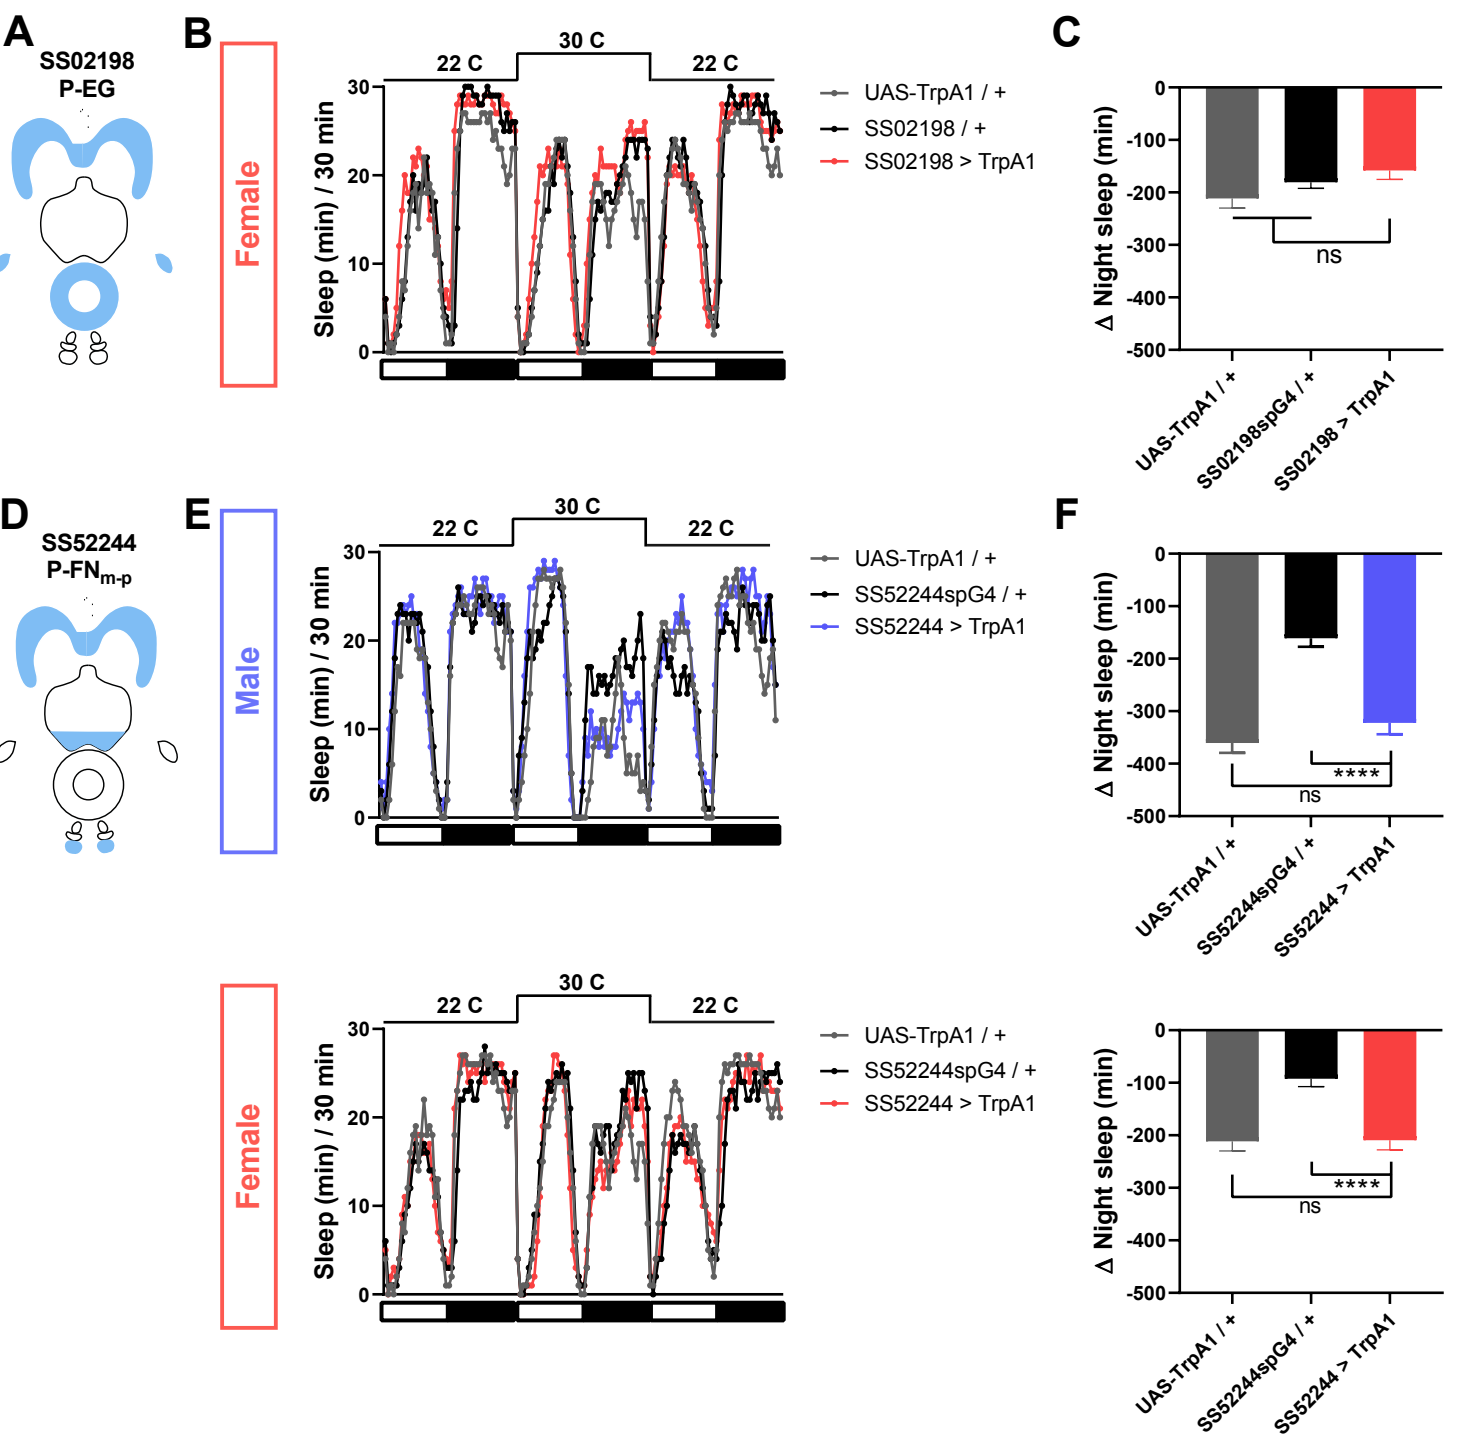 A
SS02198
P-EG
B
Female
22 C
30 C
22 C
Sleep (min) / 30 min
30
20
10
0
UAS-TrpA1 / +
SS02198 / +
SS02198 > TrpA1
C
Δ Night sleep (min)
0
-100
-200
-300
-400
-500
ns
UAS-TrpA1 / +
SS02198spG4 / +
SS02198 > TrpA1
D
SS52244
P-FNm-p
E
Male
22 C
30 C
22 C
Sleep (min) / 30 min
30
20
10
0
UAS-TrpA1 / +
SS52244spG4 / +
SS52244 > TrpA1
F
Δ Night sleep (min)
0
-100
-200
-300
-400
-500
****
ns
UAS-TrpA1 / +
SS52244spG4 / +
SS52244 > TrpA1
Female
22 C
30 C
22 C
Sleep (min) / 30 min
30
20
10
0
UAS-TrpA1 / +
SS52244spG4 / +
SS52244 > TrpA1
Δ Night sleep (min)
0
-100
-200
-300
-400
-500
****
ns
UAS-TrpA1 / +
SS52244spG4 / +
SS52244 > TrpA1